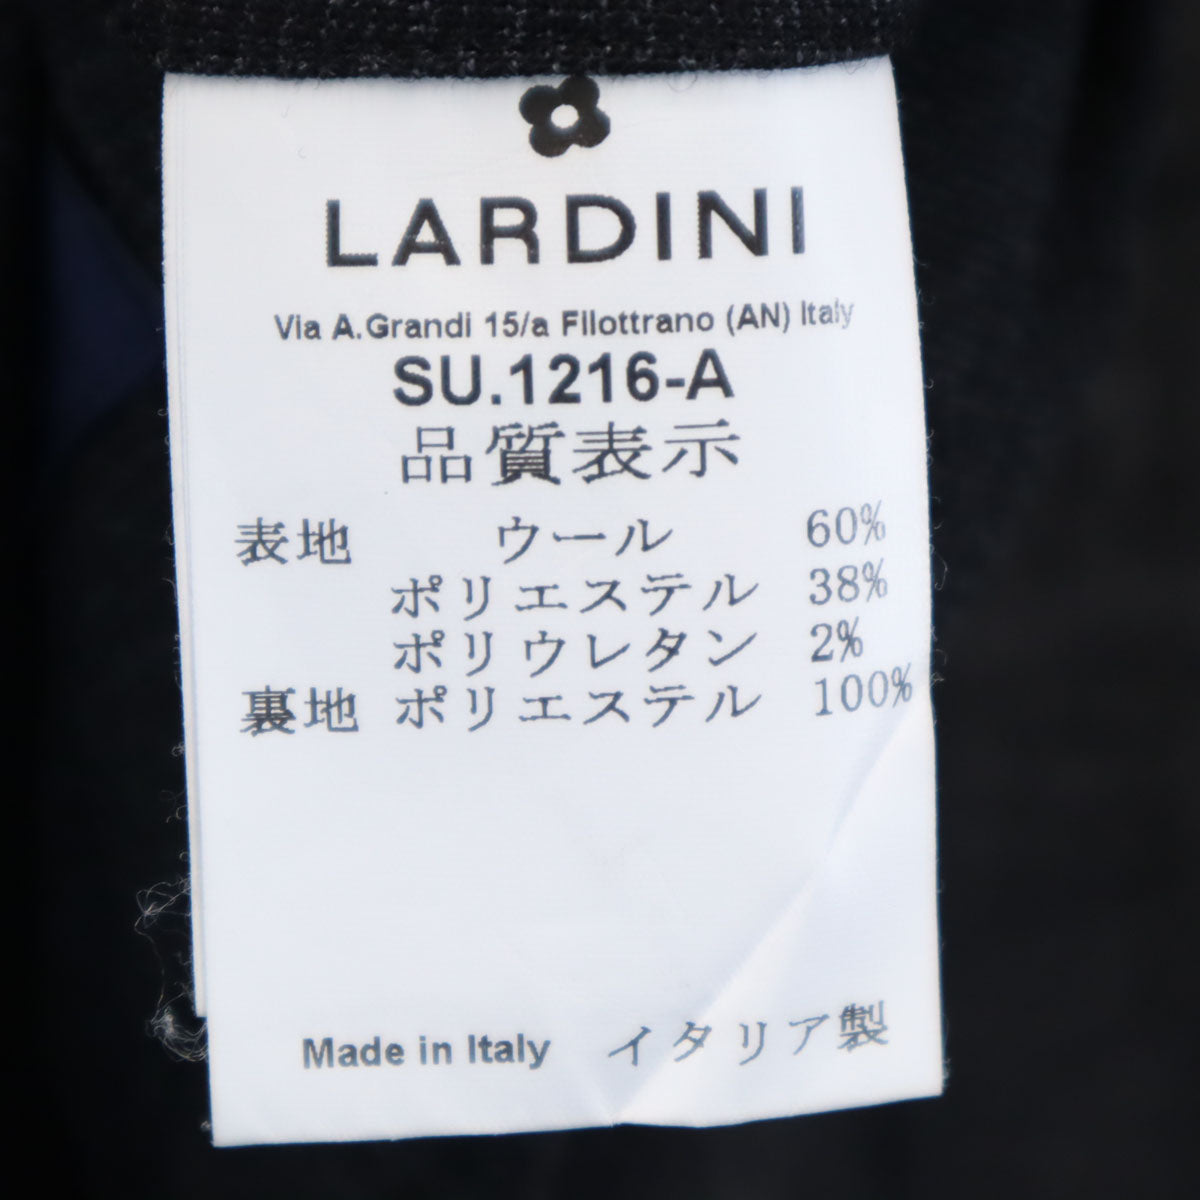 LARDINI
Via A.Grandi 15/a Filottrano (AN) Italy
SU.1216-A
品質表示
表地 ウール 60%
ポリエステル 38%
ポリウレタン 2%
裏地 ポリエステル 100%
Made in Italy イタリア製